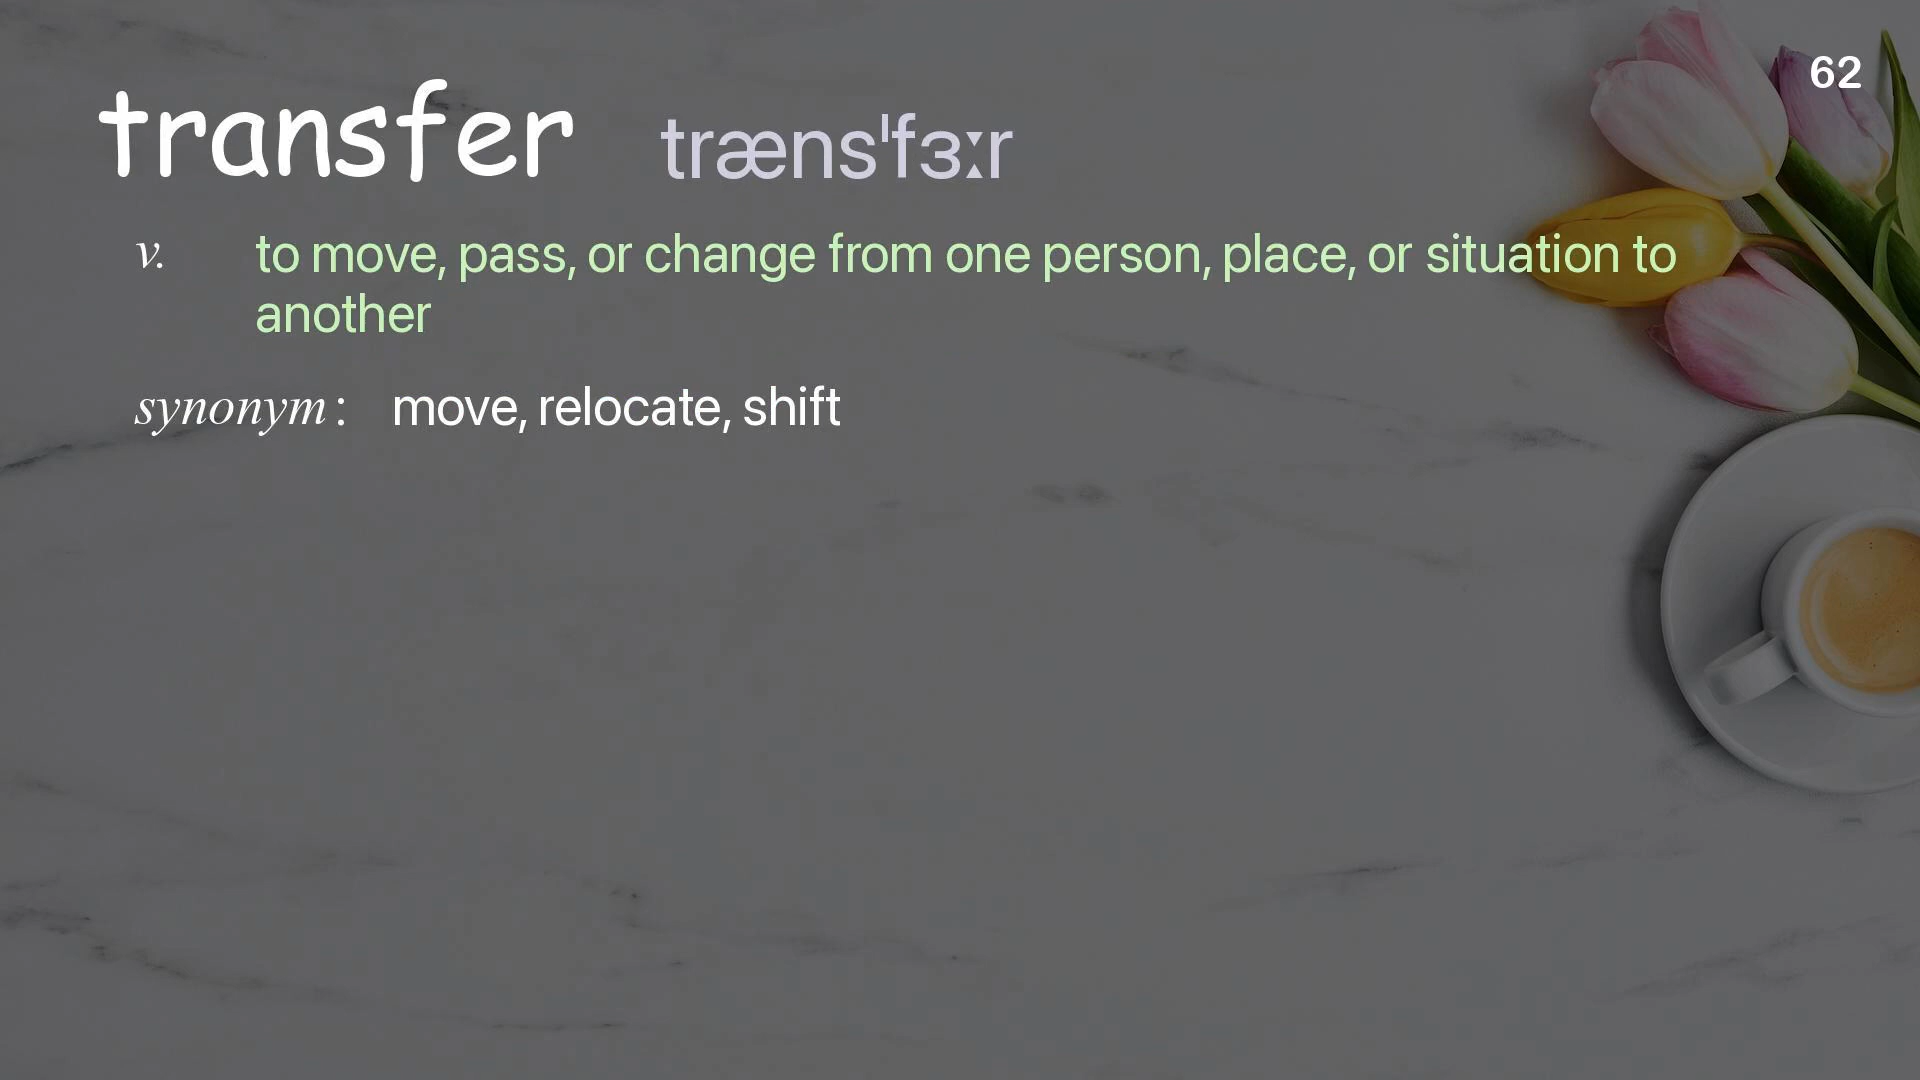 62
transfer trænsˈfɜːr
v. to move, pass, or change from one person, place, or situation to
another
synonym: move, relocate, shift